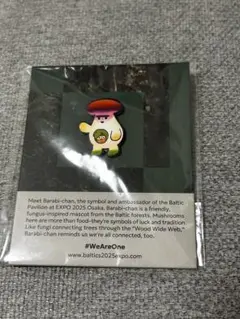 Meet Barabi-chan, the symbol and ambassador of the Baltic
Pavilion at EXPO 2025 Osaka. Barabi-chan is a friendly,
fungus-inspired mascot from the Baltic forests. Mushrooms
here are more than food-they're symbols of luck and tradition.
Like fungi connecting trees through the "Wood Wide Web,"
Barabi-chan reminds us we're all connected, too.
#WeAreOne
www.baltics2025expo.com